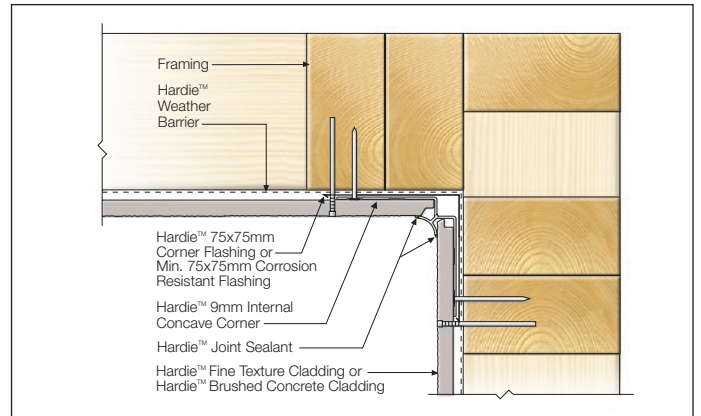 Framing
Hardie™
Weather
Barrier
Hardie™ 75x75mm
Corner Flashing or
Min. 75x75mm Corrosion
Resistant Flashing
Hardie™ 9mm Internal
Concave Corner
Hardie™ Joint Sealant
Hardie™ Fine Texture Cladding or
Hardie™ Brushed Concrete Cladding